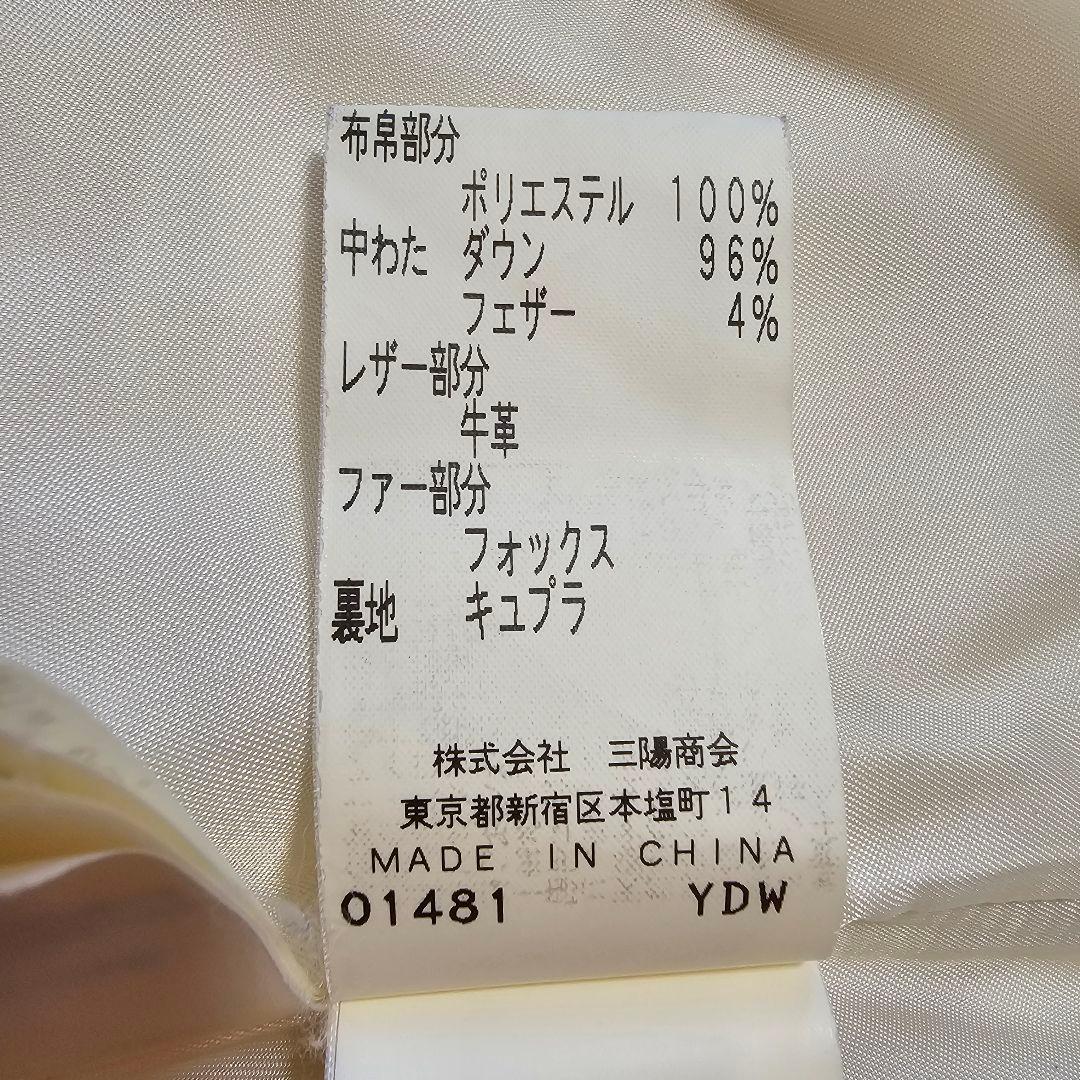 布帛部分
ポリエステル 100%
中わた ダウン 96%
フェザー 4%
レザー部分
牛革
ファー部分
フォックス
裏地 キュプラ
株式会社 三陽商会
東京都新宿区本塩町14
MADE IN CHINA
01481 YDW